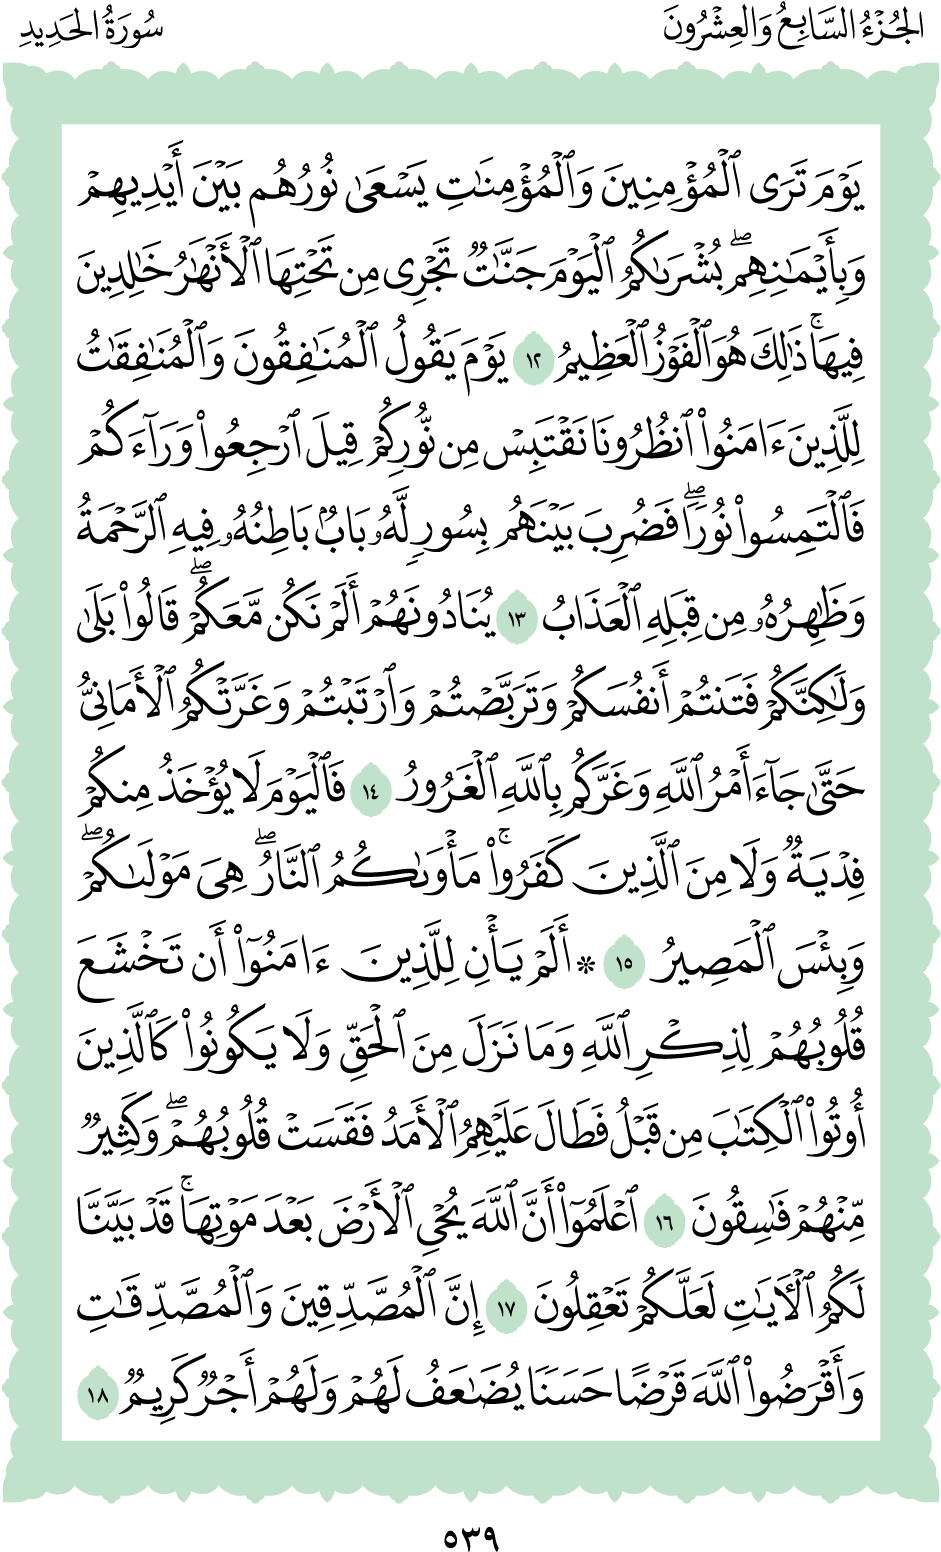 الجُزْءُ السَّابِعُ وَالعِشْرُونَ
سُورَةُ الحَدِيدِ
يَوْمَ تَرَى ٱلْمُؤْمِنِينَ وَٱلْمُؤْمِنَٰتِ يَسْعَىٰ نُورُهُم بَيْنَ أَيْدِيهِمْ
وَبِأَيْمَٰنِهِمۖ بُشْرَىٰكُمُ ٱلْيَوْمَ جَنَّٰتٌ تَجْرِى مِن تَحْتِهَا ٱلْأَنْهَٰرُ خَٰلِدِينَ
فِيهَاۚ ذَٰلِكَ هُوَ ٱلْفَوْزُ ٱلْعَظِيمُ ١٢ يَوْمَ يَقُولُ ٱلْمُنَٰفِقُونَ وَٱلْمُنَٰفِقَٰتُ
لِلَّذِينَ ءَامَنُوا۟ ٱنظُرُونَا نَقْتَبِسْ مِن نُّورِكُمْ قِيلَ ٱرْجِعُوا۟ وَرَآءَكُمْ
فَٱلْتَمِسُوا۟ نُورًاۖ فَضُرِبَ بَيْنَهُم بِسُورٍ لَّهُۥ بَابٌۢ بَاطِنُهُۥ فِيهِ ٱلرَّحْمَةُ
وَظَٰهِرُهُۥ مِن قِبَلِهِ ٱلْعَذَابُ ١٣ يُنَادُونَهُمْ أَلَمْ نَكُن مَّعَكُمْۖ قَالُوا۟ بَلَىٰ
وَلَٰكِنَّكُمْ فَتَنتُمْ أَنفُسَكُمْ وَتَرَبَّصْتُمْ وَٱرْتَبْتُمْ وَغَرَّتْكُمُ ٱلْأَمَانِىُّ
حَتَّىٰ جَآءَ أَمْرُ ٱللَّهِ وَغَرَّكُم بِٱللَّهِ ٱلْغَرُورُ ١٤ فَٱلْيَوْمَ لَا يُؤْخَذُ مِنكُمْ
فِدْيَةٌ وَلَا مِنَ ٱلَّذِينَ كَفَرُوا۟ۚ مَأْوَىٰكُمُ ٱلنَّارُۖ هِىَ مَوْلَىٰكُمْۖ
وَبِئْسَ ٱلْمَصِيرُ ١٥ ۞ أَلَمْ يَأْنِ لِلَّذِينَ ءَامَنُوٓا۟ أَن تَخْشَعَ
قُلُوبُهُمْ لِذِكْرِ ٱللَّهِ وَمَا نَزَلَ مِنَ ٱلْحَقِّ وَلَا يَكُونُوا۟ كَٱلَّذِينَ
أُوتُوا۟ ٱلْكِتَٰبَ مِن قَبْلُ فَطَالَ عَلَيْهِمُ ٱلْأَمَدُ فَقَسَتْ قُلُوبُهُمْۖ وَكَثِيرٌ
مِّنْهُمْ فَٰسِقُونَ ١٦ ٱعْلَمُوٓا۟ أَنَّ ٱللَّهَ يُحْىِ ٱلْأَرْضَ بَعْدَ مَوْتِهَاۚ قَدْ بَيَّنَّا
لَكُمُ ٱلْـَٔايَٰتِ لَعَلَّكُمْ تَعْقِلُونَ ١٧ إِنَّ ٱلْمُصَّدِّقِينَ وَٱلْمُصَّدِّقَٰتِ
وَأَقْرَضُوا۟ ٱللَّهَ قَرْضًا حَسَنًا يُضَٰعَفُ لَهُمْ وَلَهُمْ أَجْرٌ كَرِيمٌ ١٨
٥٣٩